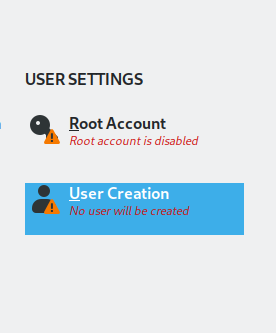 USER SETTINGS
Root Account
Root account is disabled
User Creation
No user will be created